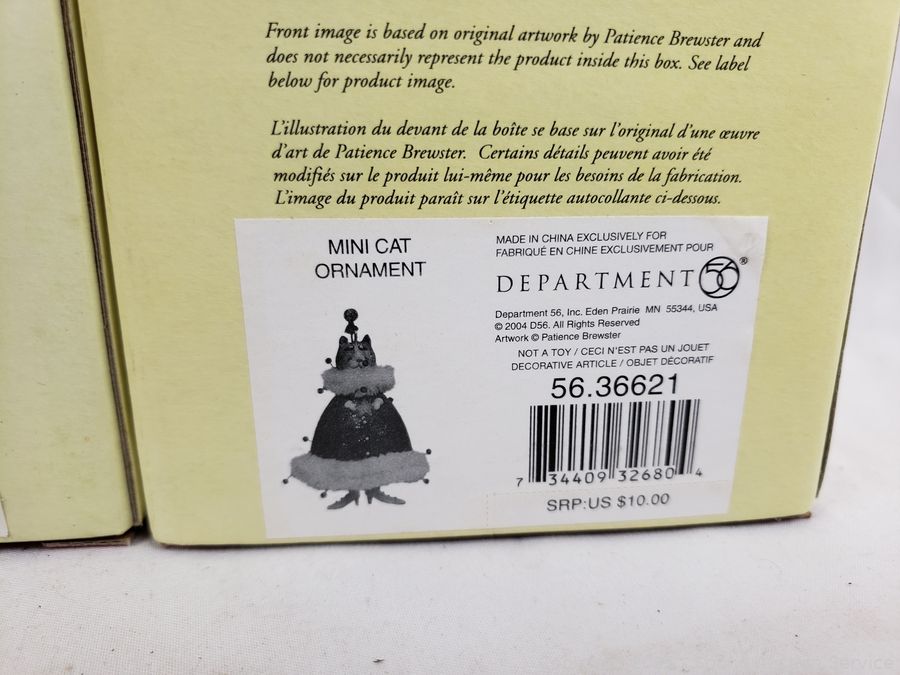 Front image is based on original artwork by Patience Brewster and
does not necessarily represent the product inside this box. See label
below for product image.
L'illustration du devant de la boîte se base sur l'original d'une œuvre
d'art de Patience Brewster. Certains détails peuvent avoir été
modifiés sur le produit lui-même pour les besoins de la fabrication.
L'image du produit paraît sur l'étiquette autocollante ci-dessous.
MINI CAT
ORNAMENT
MADE IN CHINA EXCLUSIVELY FOR
FABRIQUÉ EN CHINE EXCLUSIVEMENT POUR
DEPARTMENT 56®
Department 56, Inc. Eden Prairie MN 55344, USA
© 2004 D56. All Rights Reserved
Artwork © Patience Brewster
NOT A TOY / CECI N'EST PAS UN JOUET
DECORATIVE ARTICLE / OBJET DÉCORATIF
56.36621
7 34409 32680 4
SRP:US $10.00
Service